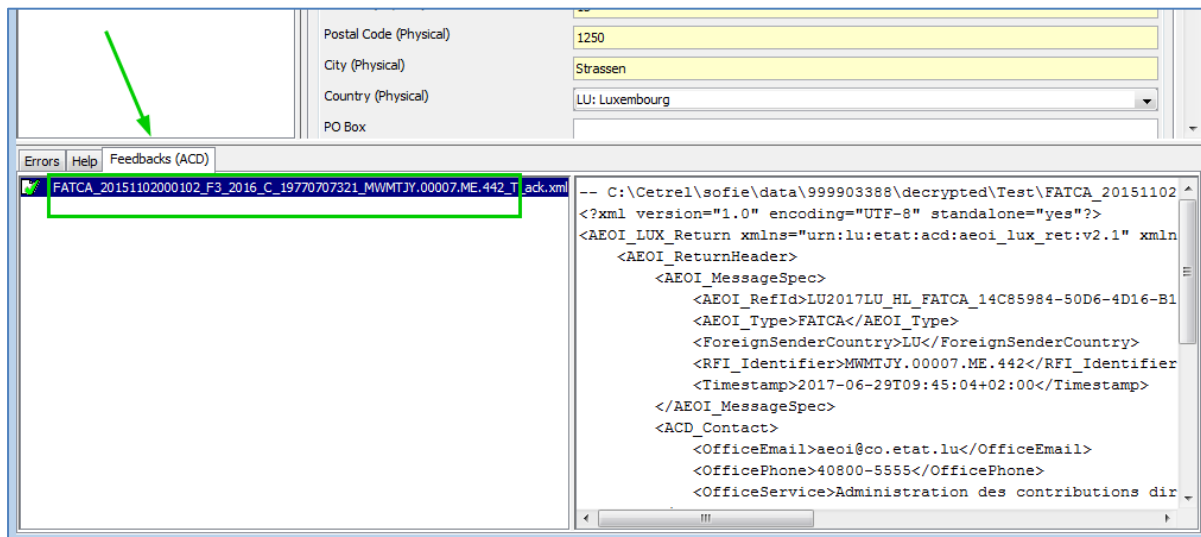 Postal Code (Physical)
1250
City (Physical)
Strassen
Country (Physical)
LU: Luxembourg
PO Box
Errors Help Feedbacks (ACD)
FATCA_20151102000102_F3_2016_C_19770707321_MWMTJY.00007.ME.442_T_ack.xml
-- C:\Cetrel\sofie\data\999903388\decrypted\Test\FATCA_20151102
<?xml version="1.0" encoding="UTF-8" standalone="yes"?>
<AEOI_LUX_Return xmlns="urn:lu:etat:acd:aeoi_lux_ret:v2.1" xmln
<AEOI_ReturnHeader>
<AEOI_MessageSpec>
<AEOI_RefId>LU2017LU_HL_FATCA_14C85984-50D6-4D16-B1
<AEOI_Type>FATCA</AEOI_Type>
<ForeignSenderCountry>LU</ForeignSenderCountry>
<RFI_Identifier>MWMTJY.00007.ME.442</RFI_Identifier
<Timestamp>2017-06-29T09:45:04+02:00</Timestamp>
</AEOI_MessageSpec>
<ACD_Contact>
<OfficeEmail>aeoi@co.etat.lu</OfficeEmail>
<OfficePhone>40800-5555</OfficePhone>
<OfficeService>Administration des contributions dir